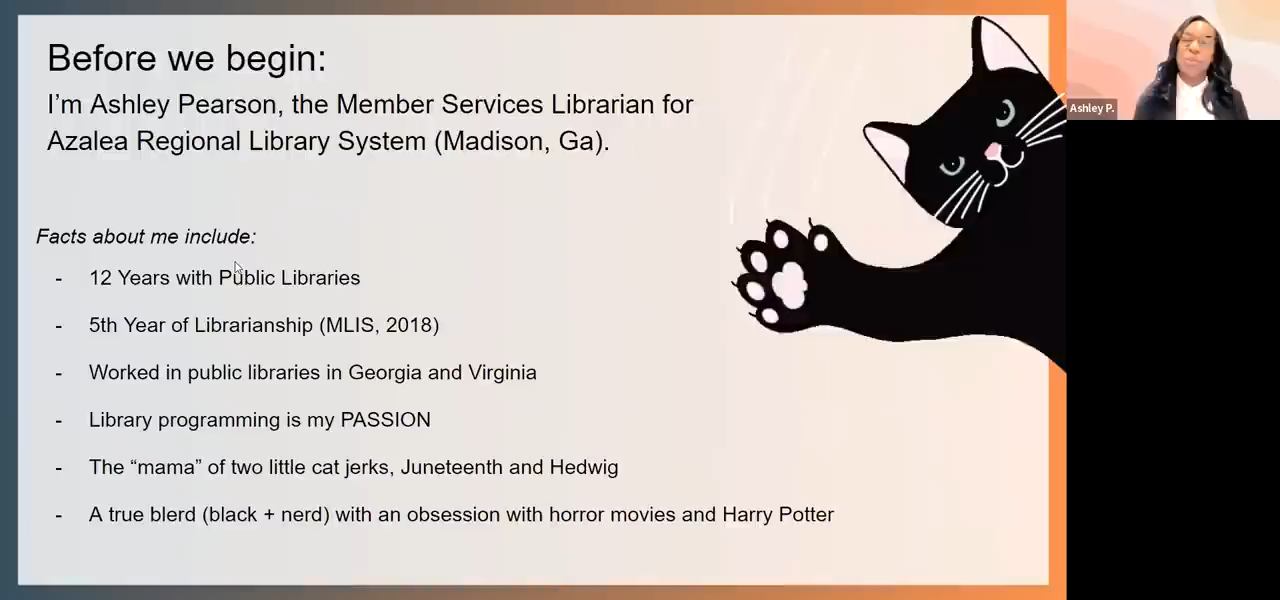 Before we begin:
I’m Ashley Pearson, the Member Services Librarian for
Azalea Regional Library System (Madison, Ga).
Facts about me include:
- 12 Years with Public Libraries
- 5th Year of Librarianship (MLIS, 2018)
- Worked in public libraries in Georgia and Virginia
- Library programming is my PASSION
- The “mama” of two little cat jerks, Juneteenth and Hedwig
- A true blerd (black + nerd) with an obsession with horror movies and Harry Potter
Ashley P.